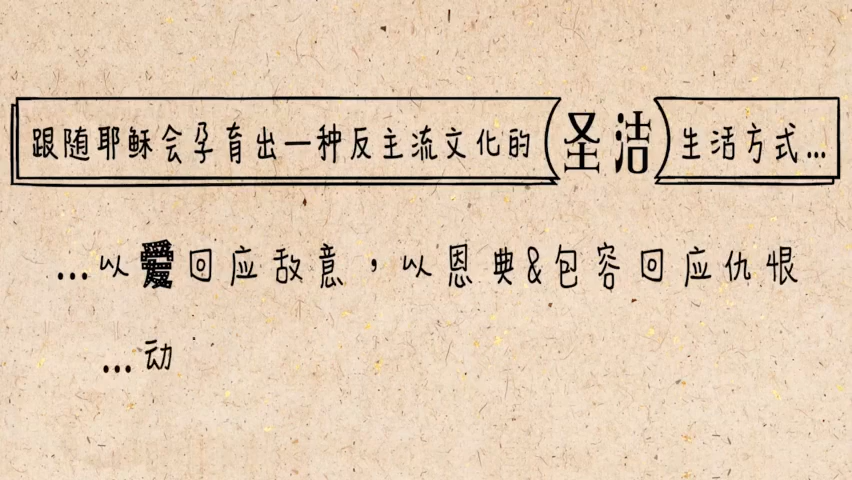 跟随耶稣会孕育出一种反主流文化的(圣洁)生活方式...
...以愛回应敌意，以恩典&包容回应仇恨
...动